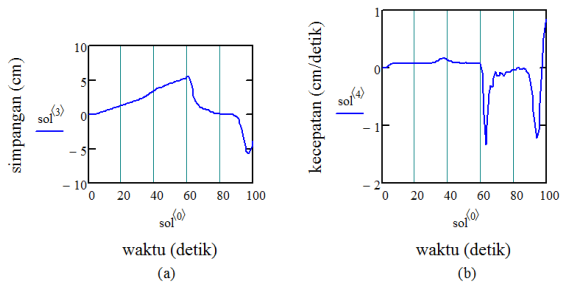 10
5
0
− 5
− 10
simpangan (cm)
sol⟨3⟩
0 20 40 60 80 100
sol⟨0⟩
waktu (detik)
(a)
1
0
− 1
− 2
kecepatan (cm/detik)
sol⟨4⟩
0 20 40 60 80 100
sol⟨0⟩
waktu (detik)
(b)